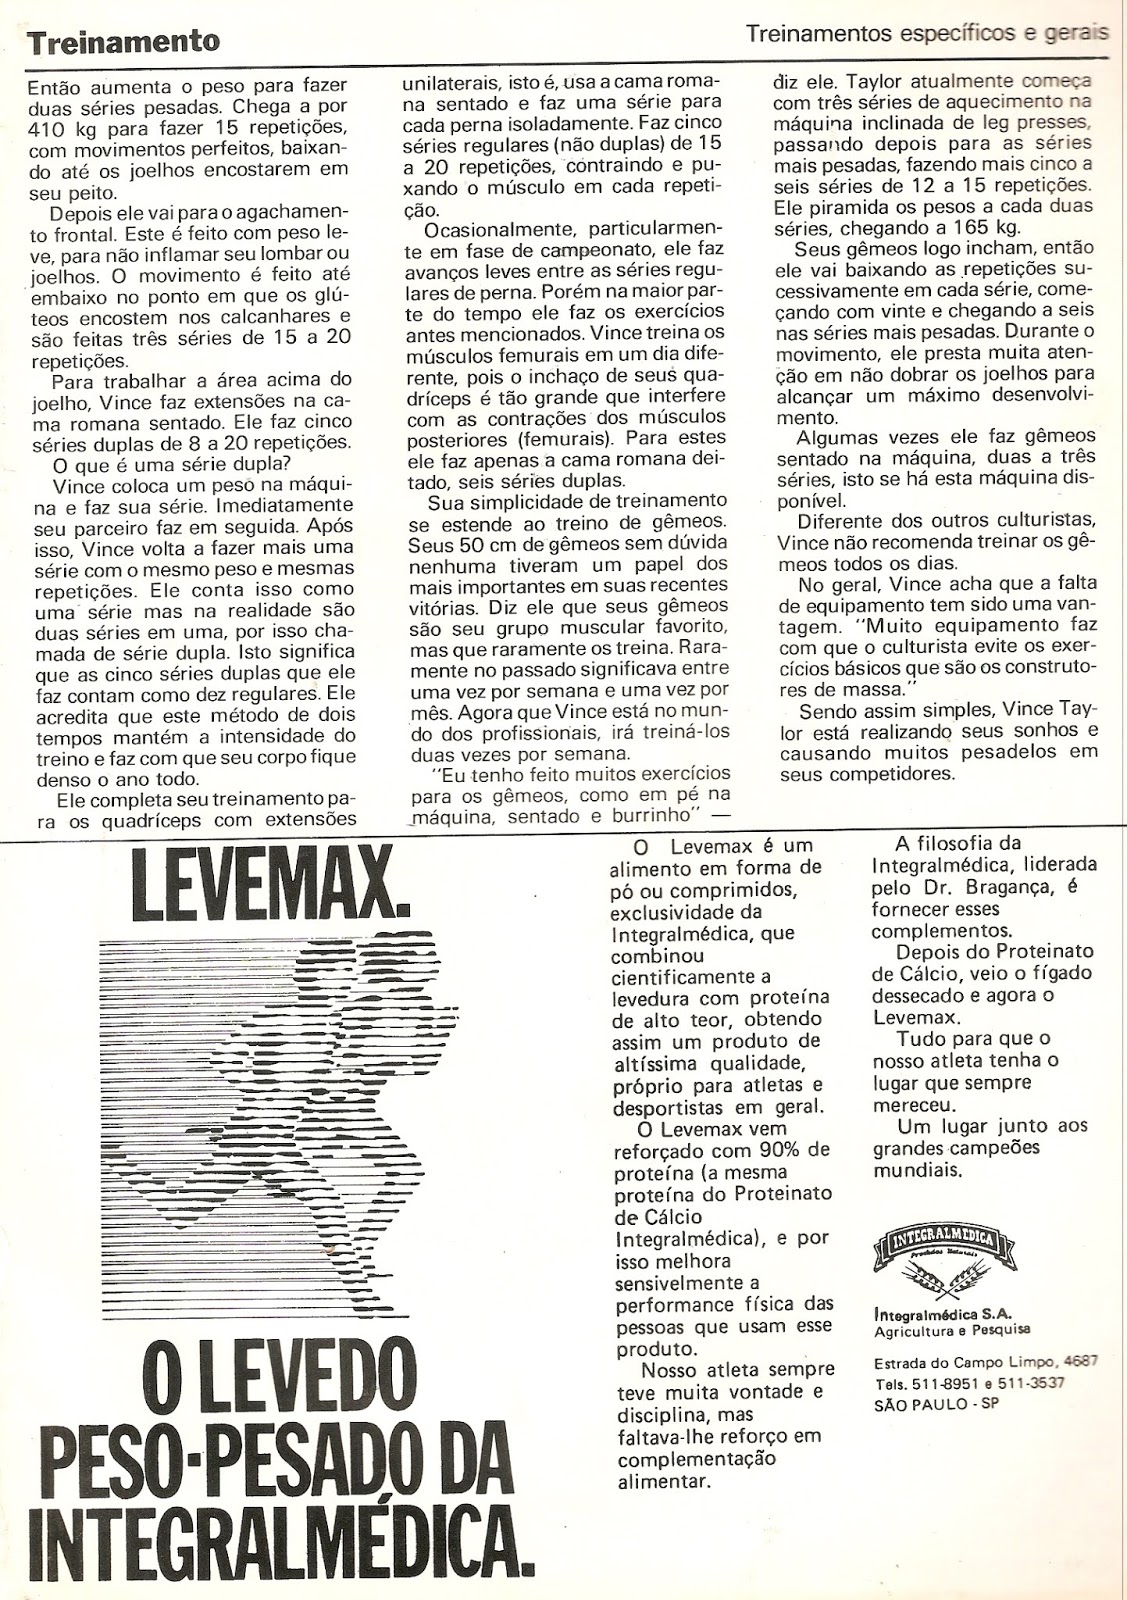 Treinamento
Treinamentos específicos e gerais
Então aumenta o peso para fazer
duas séries pesadas. Chega a por
410 kg para fazer 15 repetições,
com movimentos perfeitos, baixan-
do até os joelhos encostarem em
seu peito.
Depois ele vai para o agachamen-
to frontal. Este é feito com peso le-
ve, para não inflamar seu lombar ou
joelhos. O movimento é feito até
embaixo no ponto em que os glú-
teos encostem nos calcanhares e
são feitas três séries de 15 a 20
repetições.
Para trabalhar a área acima do
joelho, Vince faz extensões na ca-
ma romana sentado. Ele faz cinco
séries duplas de 8 a 20 repetições.
O que é uma série dupla?
Vince coloca um peso na máqui-
na e faz sua série. Imediatamente
seu parceiro faz em seguida. Após
isso, Vince volta a fazer mais uma
série com o mesmo peso e mesmas
repetições. Ele conta isso como
uma série mas na realidade são
duas séries em uma, por isso cha-
mada de série dupla. Isto significa
que as cinco séries duplas que ele
faz contam como dez regulares. Ele
acredita que este método de dois
tempos mantém a intensidade do
treino e faz com que seu corpo fique
denso o ano todo.
Ele completa seu treinamento pa-
ra os quadríceps com extensões
unilaterais, isto é, usa a cama roma-
na sentado e faz uma série para
cada perna isoladamente. Faz cinco
séries regulares (não duplas) de 15
a 20 repetições, contraindo e pu-
xando o músculo em cada repeti-
ção.
Ocasionalmente, particularmen-
te em fase de campeonato, ele faz
avanços leves entre as séries regu-
lares de perna. Porém na maior par-
te do tempo ele faz os exercícios
antes mencionados. Vince treina os
músculos femurais em um dia dife-
rente, pois o inchaço de seus qua-
dríceps é tão grande que interfere
com as contrações dos músculos
posteriores (femurais). Para estes
ele faz apenas a cama romana dei-
tado, seis séries duplas.
Sua simplicidade de treinamento
se estende ao treino de gêmeos.
Seus 50 cm de gêmeos sem dúvida
nenhuma tiveram um papel dos
mais importantes em suas recentes
vitórias. Diz ele que seus gêmeos
são seu grupo muscular favorito,
mas que raramente os treina. Rara-
mente no passado significava entre
uma vez por semana e uma vez por
mês. Agora que Vince está no mun-
do dos profissionais, irá treiná-los
duas vezes por semana.
"Eu tenho feito muitos exercícios
para os gêmeos, como em pé na
máquina, sentado e burrinho" —
diz ele. Taylor atualmente começa
com três séries de aquecimento na
máquina inclinada de leg presses,
passando depois para as séries
mais pesadas, fazendo mais cinco a
seis séries de 12 a 15 repetições.
Ele piramida os pesos a cada duas
séries, chegando a 165 kg.
Seus gêmeos logo incham, então
ele vai baixando as repetições su-
cessivamente em cada série, come-
çando com vinte e chegando a seis
nas séries mais pesadas. Durante o
movimento, ele presta muita aten-
ção em não dobrar os joelhos para
alcançar um máximo desenvolvi-
mento.
Algumas vezes ele faz gêmeos
sentado na máquina, duas a três
séries, isto se há esta máquina dis-
ponível.
Diferente dos outros culturistas,
Vince não recomenda treinar os gê-
meos todos os dias.
No geral, Vince acha que a falta
de equipamento tem sido uma van-
tagem. "Muito equipamento faz
com que o culturista evite os exer-
cícios básicos que são os construto-
res de massa."
Sendo assim simples, Vince Tay-
lor está realizando seus sonhos e
causando muitos pesadelos em
seus competidores.
LEVEMAX.
O LEVEDO
PESO-PESADO DA
INTEGRALMÉDICA.
O Levemax é um
alimento em forma de
pó ou comprimidos,
exclusividade da
Integralmédica, que
combinou
cientificamente a
levedura com proteína
de alto teor, obtendo
assim um produto de
altíssima qualidade,
próprio para atletas e
desportistas em geral.
O Levemax vem
reforçado com 90% de
proteína (a mesma
proteína do Proteinato
de Cálcio
Integralmédica), e por
isso melhora
sensivelmente a
performance física das
pessoas que usam esse
produto.
Nosso atleta sempre
teve muita vontade e
disciplina, mas
faltava-lhe reforço em
complementação
alimentar.
A filosofia da
Integralmédica, liderada
pelo Dr. Bragança, é
fornecer esses
complementos.
Depois do Proteinato
de Cálcio, veio o fígado
dessecado e agora o
Levemax.
Tudo para que o
nosso atleta tenha o
lugar que sempre
mereceu.
Um lugar junto aos
grandes campeões
mundiais.
INTEGRALMÉDICA
Produtos Naturais
Integralmédica S.A.
Agricultura e Pesquisa
Estrada do Campo Limpo, 4687
Tels. 511-8951 e 511-3537
SÃO PAULO - SP